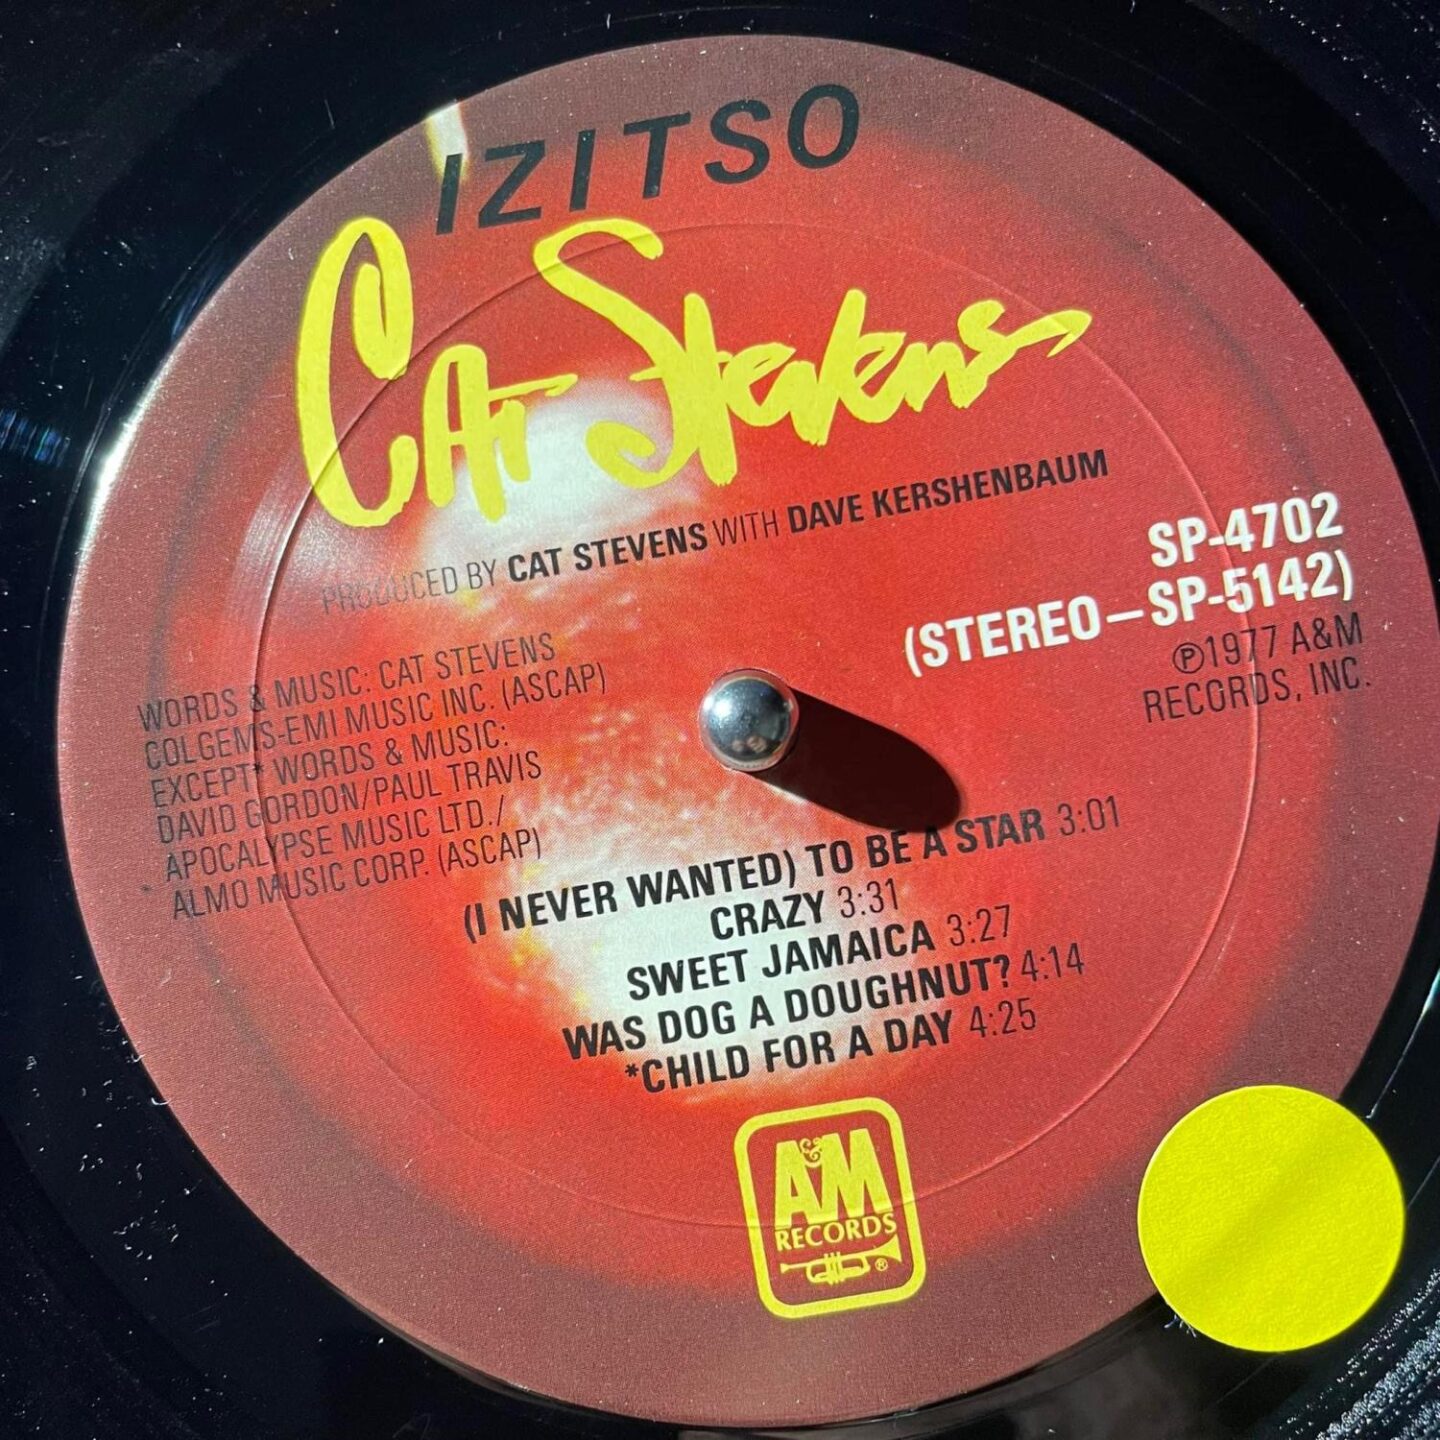 IZITSO
Cat Stevens
PRODUCED BY CAT STEVENS WITH DAVE KERSHENBAUM
SP-4702
(STEREO—SP-5142)
℗1977 A&M
RECORDS, INC.
WORDS & MUSIC: CAT STEVENS
COLGEMS-EMI MUSIC INC. (ASCAP)
EXCEPT* WORDS & MUSIC:
DAVID GORDON/PAUL TRAVIS
APOCALYPSE MUSIC LTD./
ALMO MUSIC CORP. (ASCAP)
(I NEVER WANTED) TO BE A STAR 3:01
CRAZY 3:31
SWEET JAMAICA 3:27
WAS DOG A DOUGHNUT? 4:14
*CHILD FOR A DAY 4:25
A&M
RECORDS
®